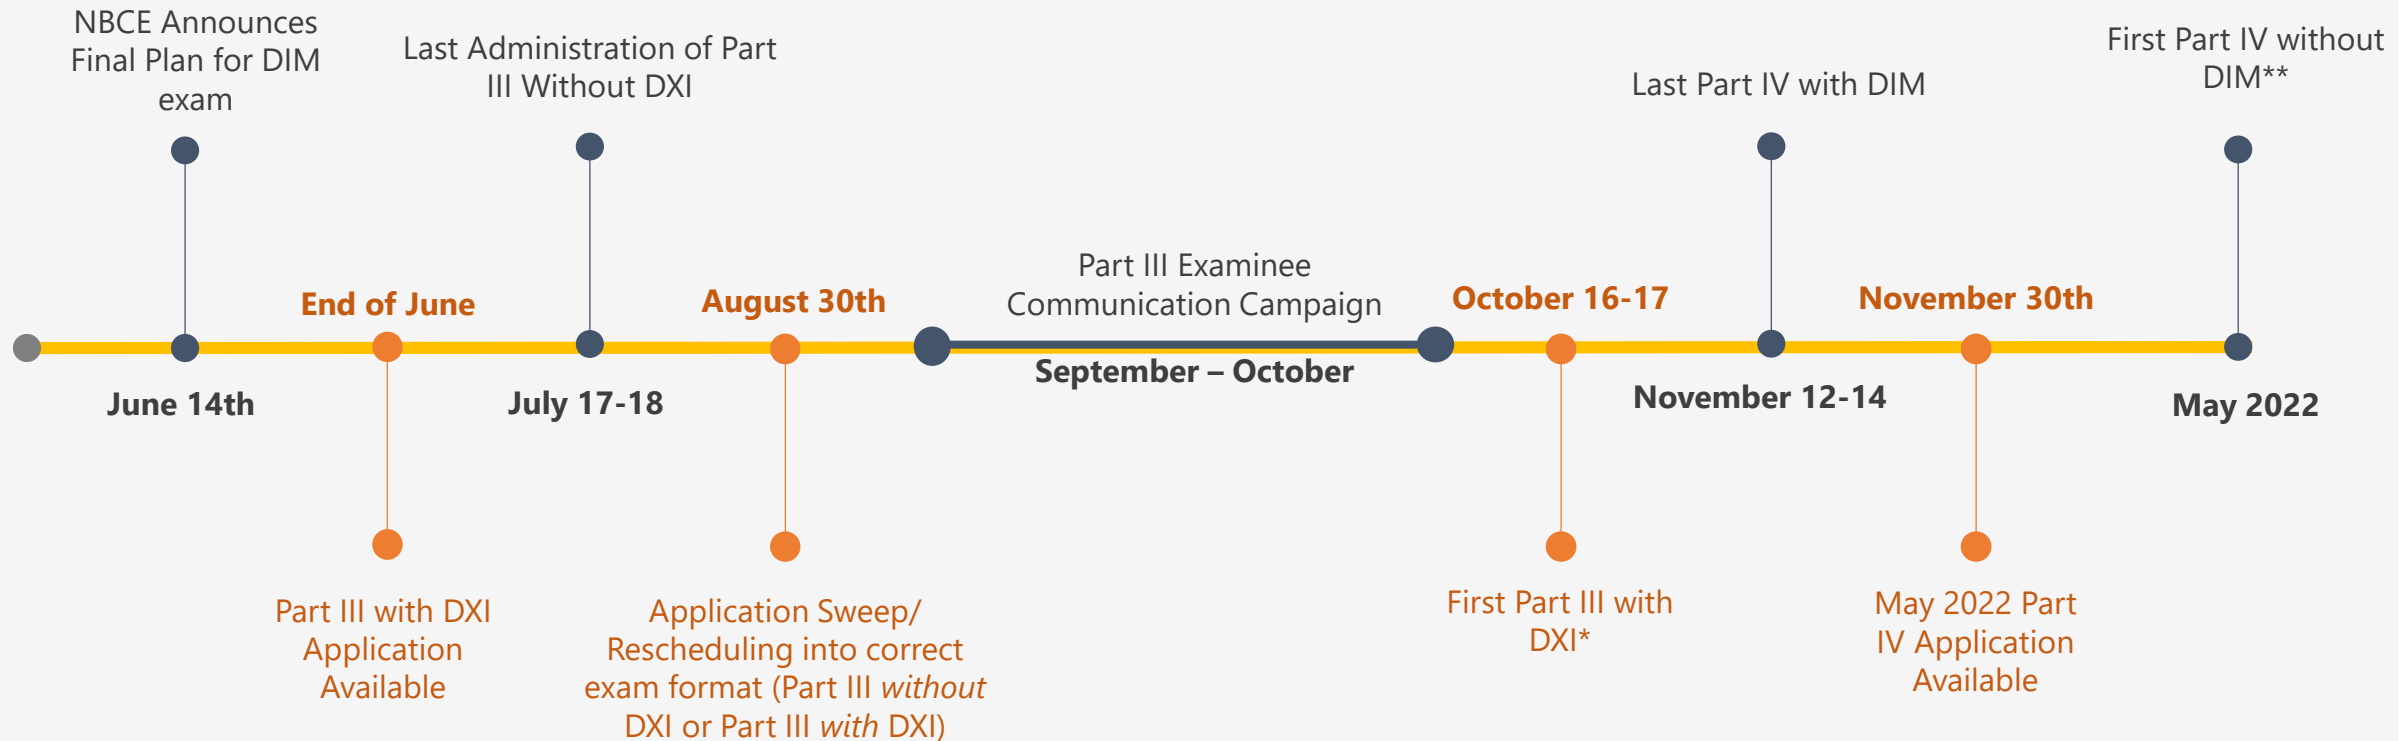 NBCE Announces
Final Plan for DIM
exam
June 14th
End of June
Part III with DXI
Application
Available
Last Administration of Part
III Without DXI
July 17-18
August 30th
Application Sweep/
Rescheduling into correct
exam format (Part III without
DXI or Part III with DXI)
Part III Examinee
Communication Campaign
September – October
October 16-17
First Part III with
DXI*
Last Part IV with DIM
November 12-14
November 30th
May 2022 Part
IV Application
Available
First Part IV without
DIM**
May 2022